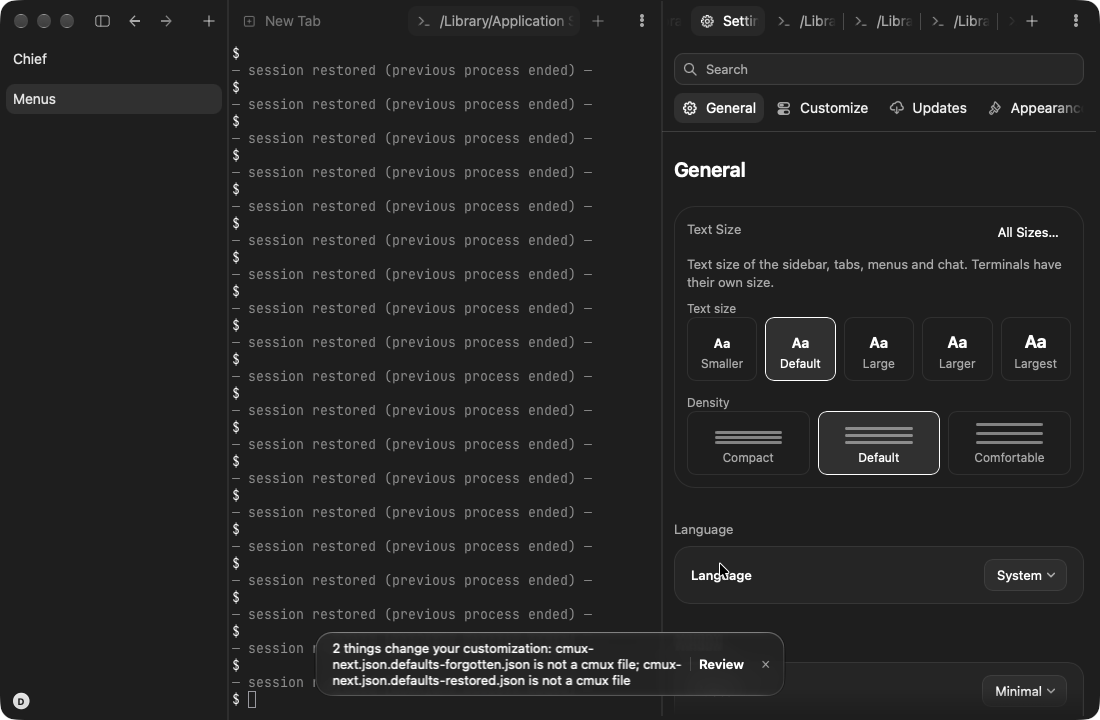 New Tab
/Library/Application S
Setti
/Libra
/Libra
/Libra
Chief
Menus
D
$
— session restored (previous process ended) —
$
— session restored (previous process ended) —
$
— session restored (previous process ended) —
$
— session restored (previous process ended) —
$
— session restored (previous process ended) —
$
— session restored (previous process ended) —
$
— session restored (previous process ended) —
$
— session restored (previous process ended) —
$
— session restored (previous process ended) —
$
— session restored (previous process ended) —
$
— session restored (previous process ended) —
$
— session restored (previous process ended) —
$
— session restored (previous process ended) —
$
— session restored (previous process ended) —
$
— session restored (previous process ended) —
$
— session restored (previous process ended) —
$
— session restored (previous process ended) —
$
— session
$
— session
$
Search
General
Customize
Updates
Appearanc
General
Text Size
All Sizes...
Text size of the sidebar, tabs, menus and chat. Terminals have
their own size.
Text size
Aa Aa Aa Aa Aa
Smaller Default Large Larger Largest
Density
Compact Default Comfortable
Language
Language
System
Minimal
2 things change your customization: cmux-
next.json.defaults-forgotten.json is not a cmux file; cmux-
next.json.defaults-restored.json is not a cmux file
Review